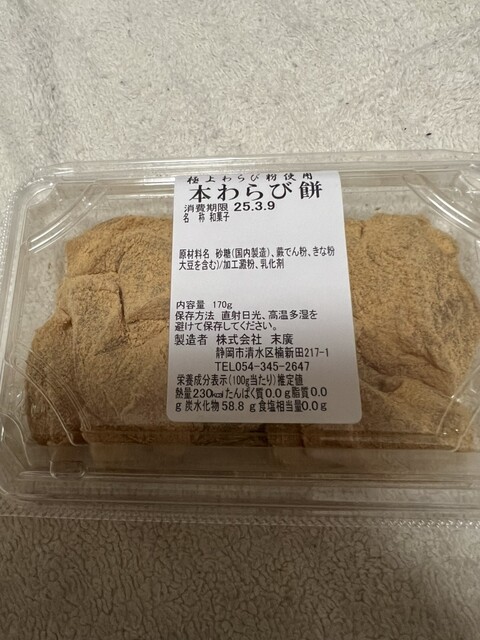 極上わらび粉使用
本わらび餅
消費期限 25.3.9
名 称 和菓子
原材料名 砂糖(国内製造)、蕨でん粉、きな粉
大豆を含む)/加工澱粉、乳化剤
内容量 170g
保存方法 直射日光、高温多湿を
避けて保存してください。
製造者 株式会社 末廣
静岡市清水区楠新田217-1
TEL054-345-2647
栄養成分表示(100g当たり)推定値
熱量230kcalたんぱく質0.0g脂質0.0
g炭水化物58.8g食塩相当量0.0g